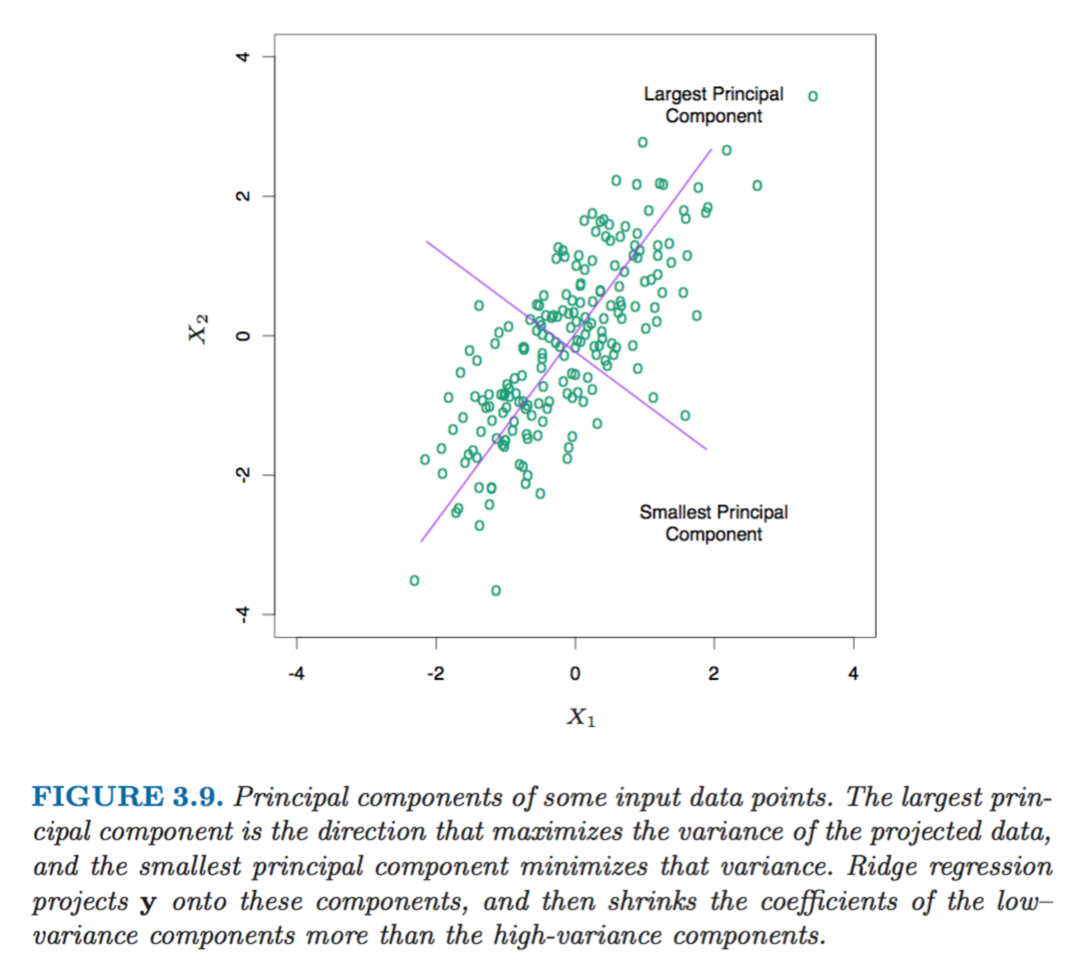 4
Largest Principal
Component
2
X2
0
-2
Smallest Principal
Component
-4
-4 -2 0 2 4
X1
FIGURE 3.9. Principal components of some input data points. The largest prin-
cipal component is the direction that maximizes the variance of the projected data,
and the smallest principal component minimizes that variance. Ridge regression
projects y onto these components, and then shrinks the coefficients of the low–
variance components more than the high-variance components.